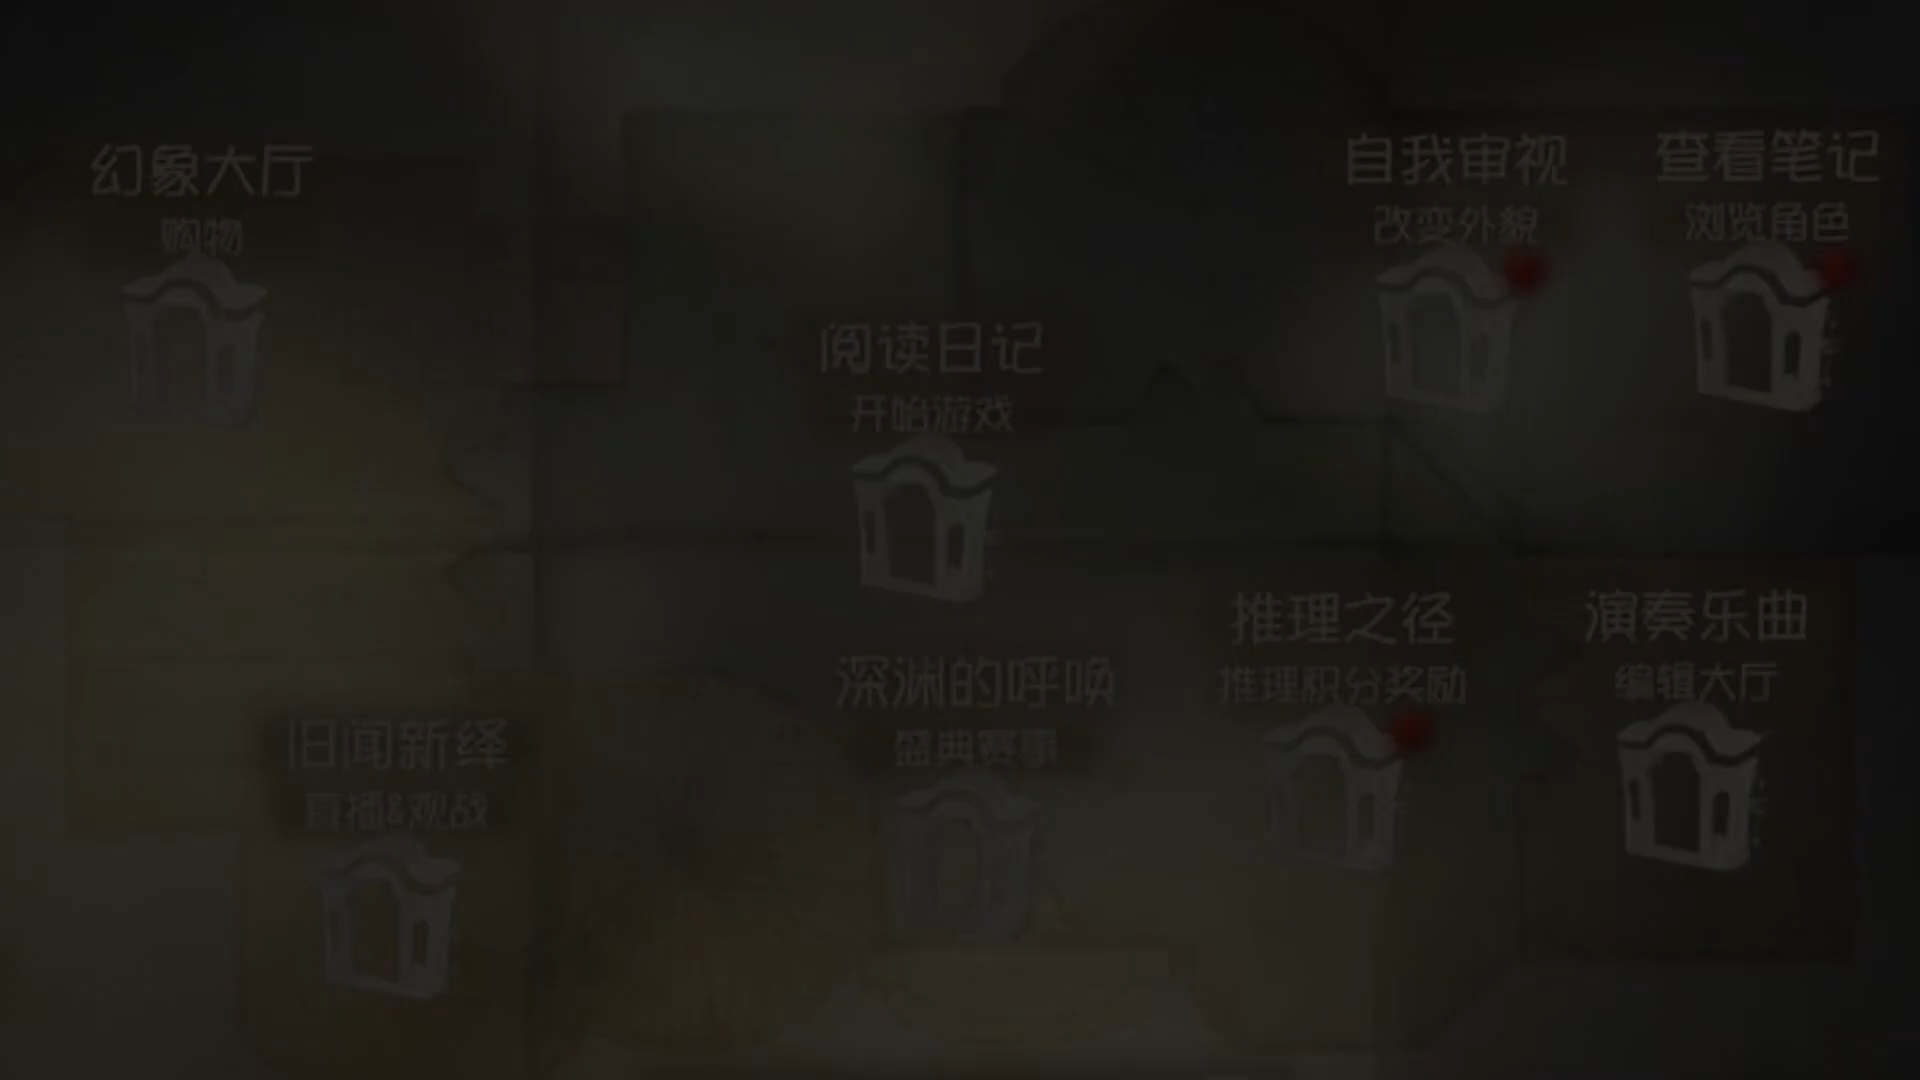 幻象大厅
购物
自我审视
改变外貌
查看笔记
浏览角色
阅读日记
开始游戏
推理之径
推理积分奖励
演奏乐曲
编辑大厅
深渊的呼唤
盛典赛事
旧闻新绎
直播&观战